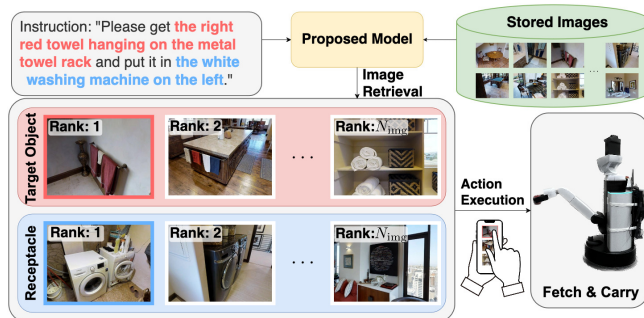 Instruction: "Please get the right
red towel hanging on the metal
towel rack and put it in the white
washing machine on the left."
Proposed Model
Stored Images
...
Image
Retrieval
Target Object
Rank: 1
Rank: 2
...
Rank:N_img
Receptacle
Rank: 1
Rank: 2
...
Rank:N_img
Action
Execution
Fetch & Carry